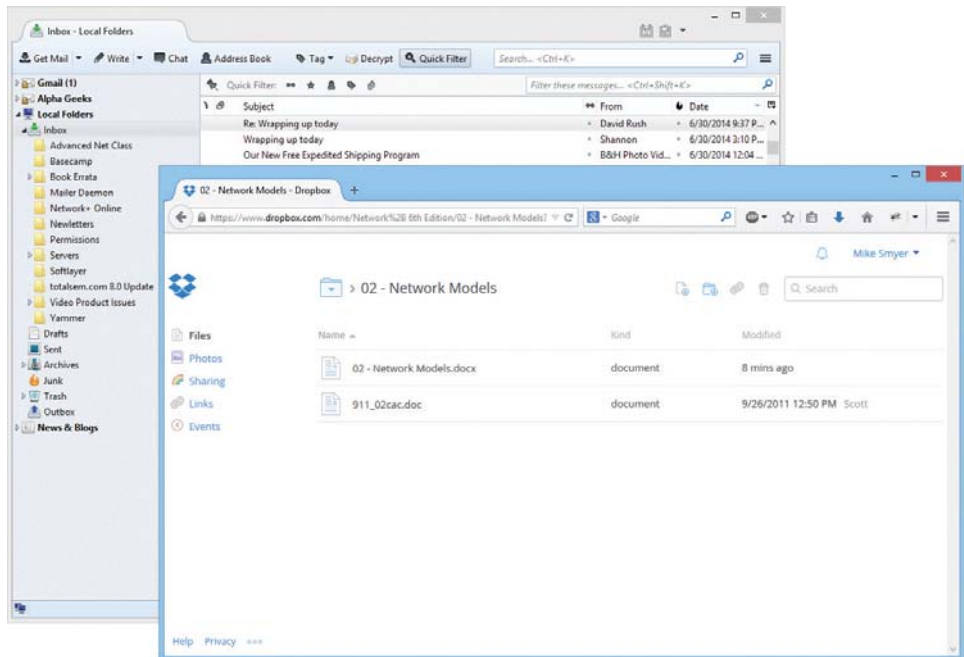 Inbox - Local Folders
Get Mail Write Chat Address Book Tag Decrypt Quick Filter Search... <Ctrl+K>
Gmail (1)
Alpha Geeks
Local Folders
Inbox
Advanced Net Class
Basecamp
Book Errata
Mailer Daemon
Network+ Online
Newletters
Permissions
Servers
Softlayer
totalsem.com 8.0 Update
Video Product Issues
Yammer
Drafts
Sent
Archives
Junk
Trash
Outbox
News & Blogs
Quick Filter: Filter these messages... <Ctrl+Shift+K>
Subject From Date
Re: Wrapping up today David Rush 6/30/2014 9:37 P...
Wrapping up today Shannon 6/30/2014 3:10 P...
Our New Free Expedited Shipping Program B&H Photo Vid... 6/30/2014 12:04 ...
02 - Network Models - Dropbox +
https://www.dropbox.com/home/Network%2B 6th Edition/02 - Network Models? Google
Mike Smyer
> 02 - Network Models Search
Files
Photos
Sharing
Links
Events
Name Kind Modified
02 - Network Models.docx document 8 mins ago
911_02cac.doc document 9/26/2011 12:50 PM Scott
Help Privacy